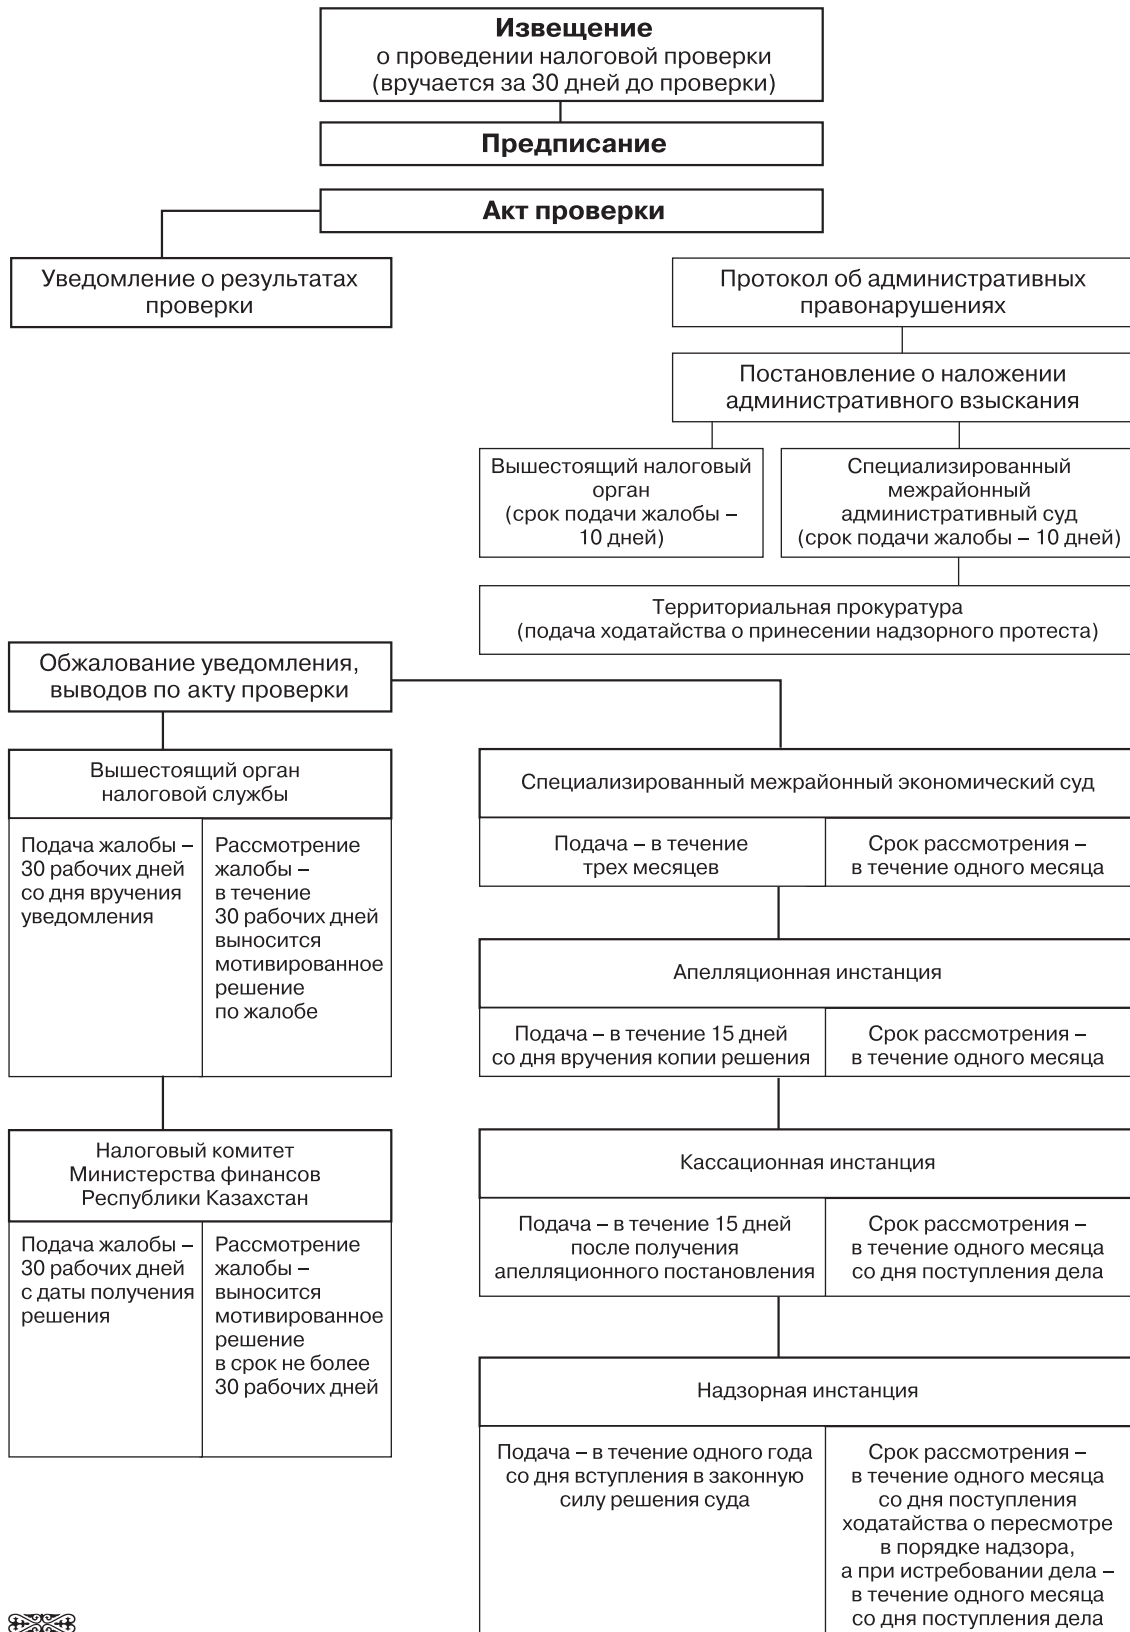 Извещение
о проведении налоговой проверки
(вручается за 30 дней до проверки)
Предписание
Акт проверки
Уведомление о результатах
проверки
Протокол об административных
правонарушениях
Постановление о наложении
административного взыскания
Вышестоящий налоговый
орган
(срок подачи жалобы –
10 дней)
Специализированный
межрайонный
административный суд
(срок подачи жалобы – 10 дней)
Территориальная прокуратура
(подача ходатайства о принесении надзорного протеста)
Обжалование уведомления,
выводов по акту проверки
Вышестоящий орган
налоговой службы
Подача жалобы –
30 рабочих дней
со дня вручения
уведомления
Рассмотрение
жалобы –
в течение
30 рабочих дней
выносится
мотивированное
решение
по жалобе
Налоговый комитет
Министерства финансов
Республики Казахстан
Подача жалобы –
30 рабочих дней
с даты получения
решения
Рассмотрение
жалобы –
выносится
мотивированное
решение
в срок не более
30 рабочих дней
Специализированный межрайонный экономический суд
Подача – в течение
трех месяцев
Срок рассмотрения –
в течение одного месяца
Апелляционная инстанция
Подача – в течение 15 дней
со дня вручения копии решения
Срок рассмотрения –
в течение одного месяца
Кассационная инстанция
Подача – в течение 15 дней
после получения
апелляционного постановления
Срок рассмотрения –
в течение одного месяца
со дня поступления дела
Надзорная инстанция
Подача – в течение одного года
со дня вступления в законную
силу решения суда
Срок рассмотрения –
в течение одного месяца
со дня поступления
ходатайства о пересмотре
в порядке надзора,
а при истребовании дела –
в течение одного месяца
со дня поступления дела